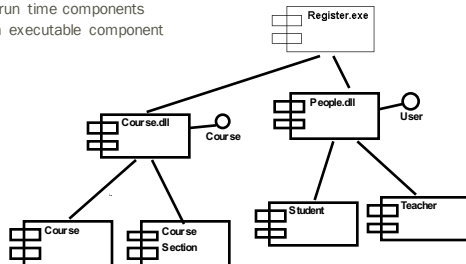 run time components
executable component
Register.exe
Course.dll
Course
People.dll
User
Course
Course
Section
Student
Teacher